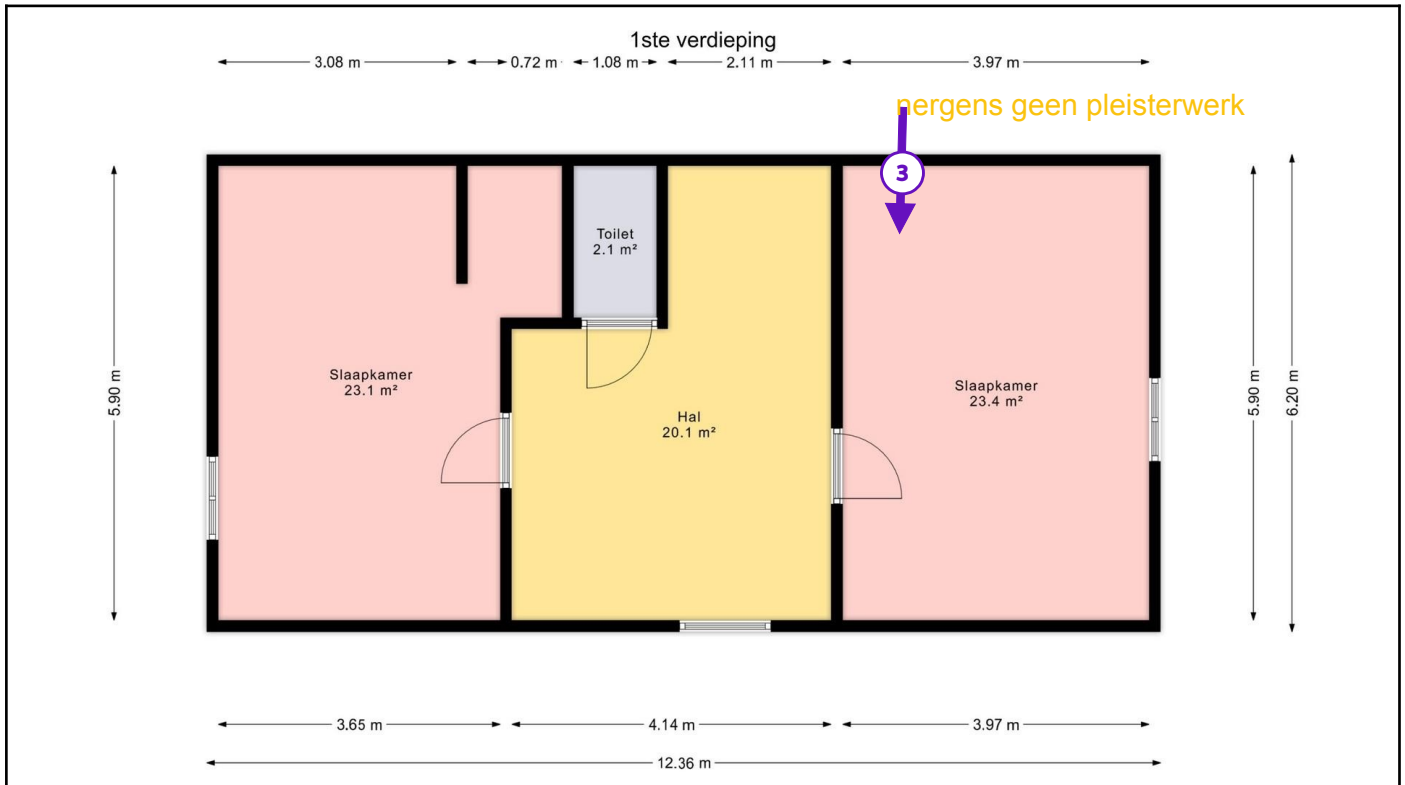 1ste verdieping
3.08 m
0.72 m
1.08 m
2.11 m
3.97 m
nergens geen pleisterwerk
3
Toilet
2.1 m²
Slaapkamer
23.1 m²
Slaapkamer
23.4 m²
Hal
20.1 m²
5.90 m
5.90 m
6.20 m
3.65 m
4.14 m
3.97 m
12.36 m